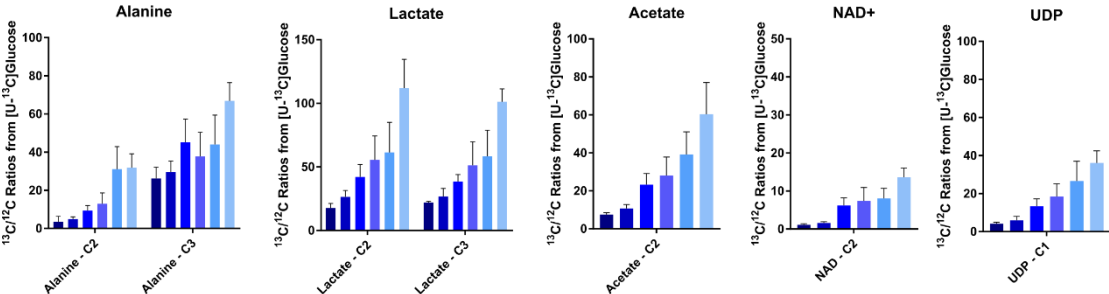 Alanine
¹³C/¹²C Ratios from [U-¹³C]Glucose
100
80
60
40
20
0
Alanine - C2
Alanine - C3
Lactate
¹³C/¹²C Ratios from [U-¹³C]Glucose
150
100
50
0
Lactate - C2
Lactate - C3
Acetate
¹³C/¹²C Ratios from [U-¹³C]Glucose
100
80
60
40
20
0
Acetate - C2
NAD+
¹³C/¹²C Ratios from [U-¹³C]Glucose
50
40
30
20
10
0
NAD - C2
UDP
¹³C/¹²C Ratios from [U-¹³C]Glucose
100
80
60
40
20
0
UDP - C1